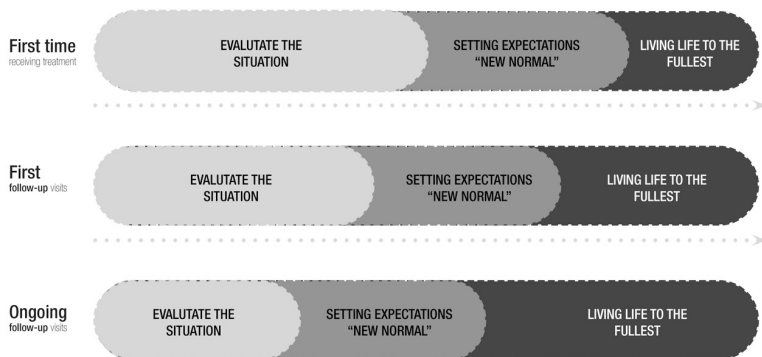 First time
receiving treatment
EVALUTATE THE
SITUATION
SETTING EXPECTATIONS
“NEW NORMAL”
LIVING LIFE TO THE
FULLEST
First
follow-up visits
EVALUTATE THE
SITUATION
SETTING EXPECTATIONS
“NEW NORMAL”
LIVING LIFE TO THE
FULLEST
Ongoing
follow-up visits
EVALUTATE THE
SITUATION
SETTING EXPECTATIONS
“NEW NORMAL”
LIVING LIFE TO THE
FULLEST